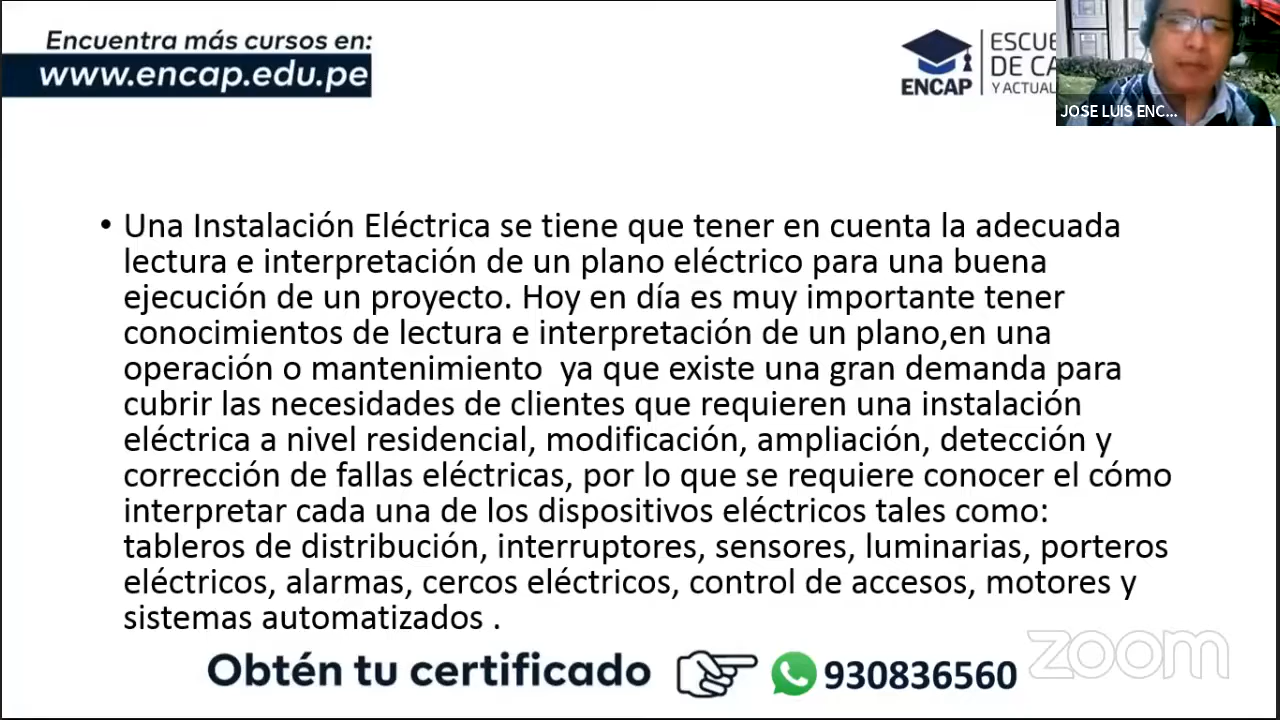 Encuentra más cursos en:
www.encap.edu.pe
ENCAP
ESCUE
DE CA
Y ACTUAL
JOSE LUIS ENC...
• Una Instalación Eléctrica se tiene que tener en cuenta la adecuada
lectura e interpretación de un plano eléctrico para una buena
ejecución de un proyecto. Hoy en día es muy importante tener
conocimientos de lectura e interpretación de un plano,en una
operación o mantenimiento  ya que existe una gran demanda para
cubrir las necesidades de clientes que requieren una instalación
eléctrica a nivel residencial, modificación, ampliación, detección y
corrección de fallas eléctricas, por lo que se requiere conocer el cómo
interpretar cada una de los dispositivos eléctricos tales como:
tableros de distribución, interruptores, sensores, luminarias, porteros
eléctricos, alarmas, cercos eléctricos, control de accesos, motores y
sistemas automatizados .
Obtén tu certificado
930836560
zoom